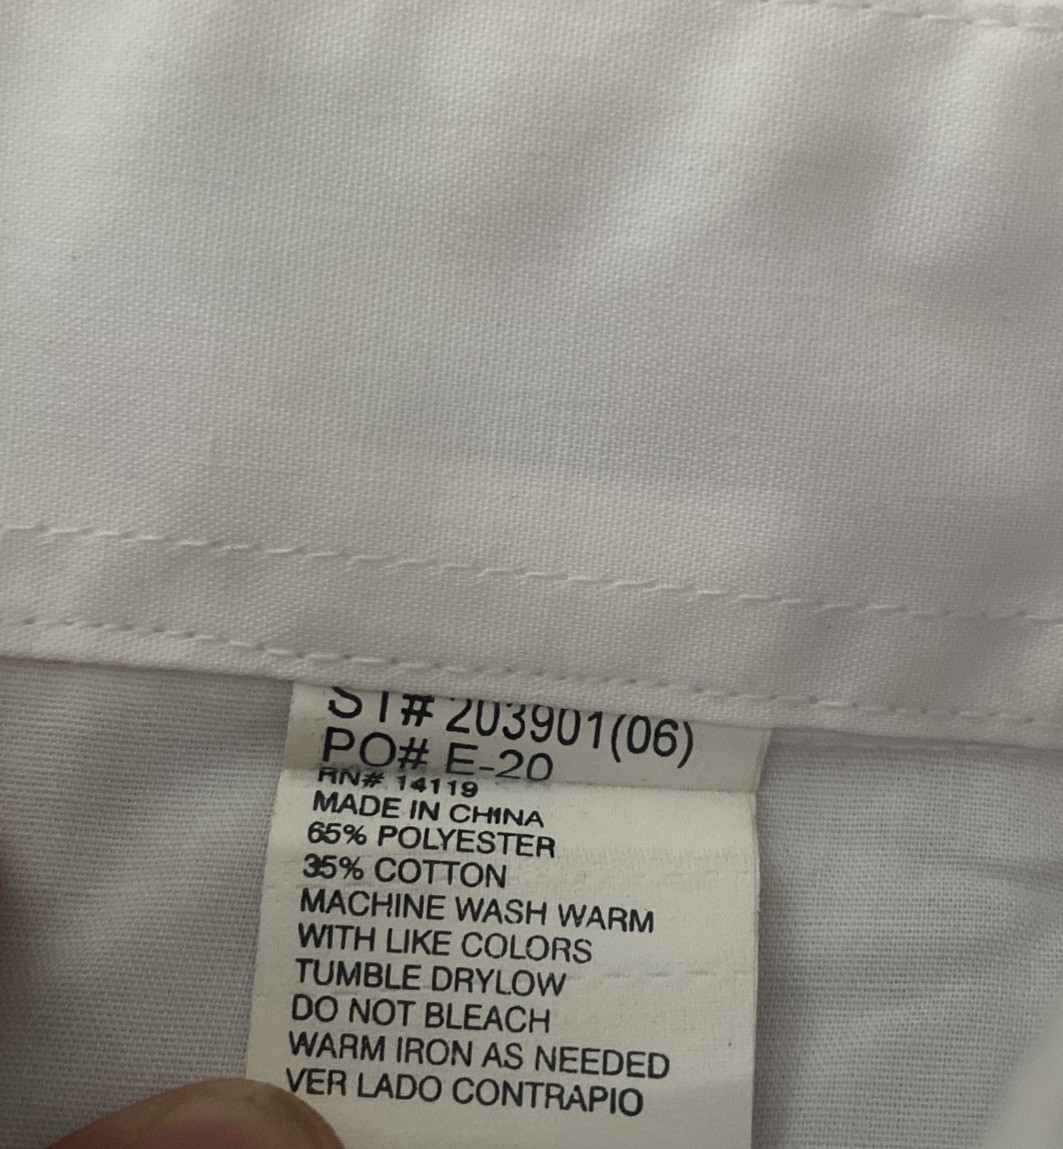 ST# 203901(06)
PO# E-20
RN# 14119
MADE IN CHINA
65% POLYESTER
35% COTTON
MACHINE WASH WARM
WITH LIKE COLORS
TUMBLE DRYLOW
DO NOT BLEACH
WARM IRON AS NEEDED
VER LADO CONTRAPIO